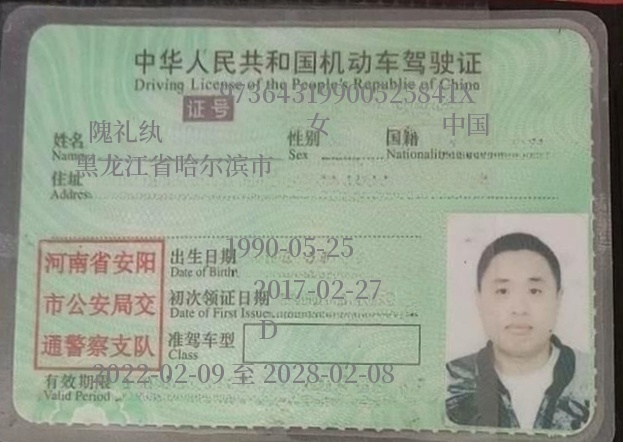 中华人民共和国机动车驾驶证
Driving License of the People's Republic of China
证号 97364319900525841X
姓名 隗礼纨 性别 女 国籍 中国
Name Sex Nationality
住址 黑龙江省哈尔滨市
Address
河南省安阳
市公安局交
通警察支队
出生日期 1990-05-25
Date of Birth
初次领证日期 2017-02-27
Date of First Issue
准驾车型 D
Class
有效期限 2022-02-09 至 2028-02-08
Valid Period